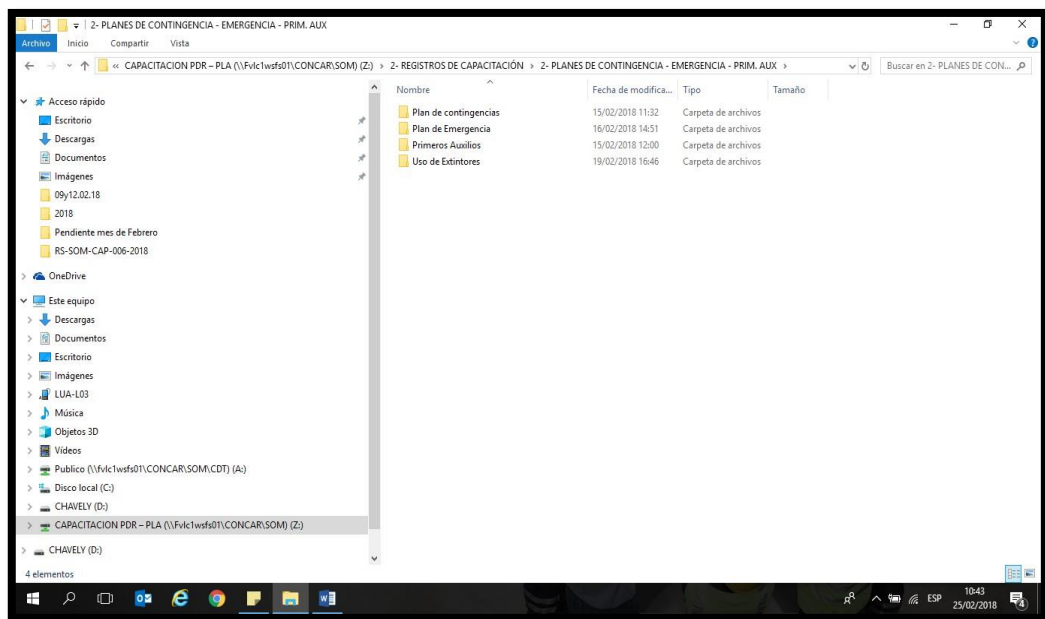 2- PLANES DE CONTINGENCIA - EMERGENCIA - PRIM. AUX
Archivo Inicio Compartir Vista
« CAPACITACION PDR – PLA (\\Fvlc1wsfs01\CONCAR\SOM) (Z:) › 2- REGISTROS DE CAPACITACIÓN › 2- PLANES DE CONTINGENCIA - EMERGENCIA - PRIM. AUX ›
Buscar en 2- PLANES DE CON...
Nombre Fecha de modifica... Tipo Tamaño
Plan de contingencias 15/02/2018 11:32 Carpeta de archivos
Plan de Emergencia 16/02/2018 14:51 Carpeta de archivos
Primeros Auxilios 15/02/2018 12:00 Carpeta de archivos
Uso de Extintores 19/02/2018 16:46 Carpeta de archivos
Acceso rápido
Escritorio
Descargas
Documentos
Imágenes
09y12.02.18
2018
Pendiente mes de Febrero
RS-SOM-CAP-006-2018
OneDrive
Este equipo
Descargas
Documentos
Escritorio
Imágenes
LUA-L03
Música
Objetos 3D
Vídeos
Publico (\\fvlc1wsfs01\CONCAR\SOM\CDT) (A:)
Disco local (C:)
CHAVELY (D:)
CAPACITACION PDR – PLA (\\Fvlc1wsfs01\CONCAR\SOM) (Z:)
CHAVELY (D:)
4 elementos
ESP
10:43
25/02/2018
4